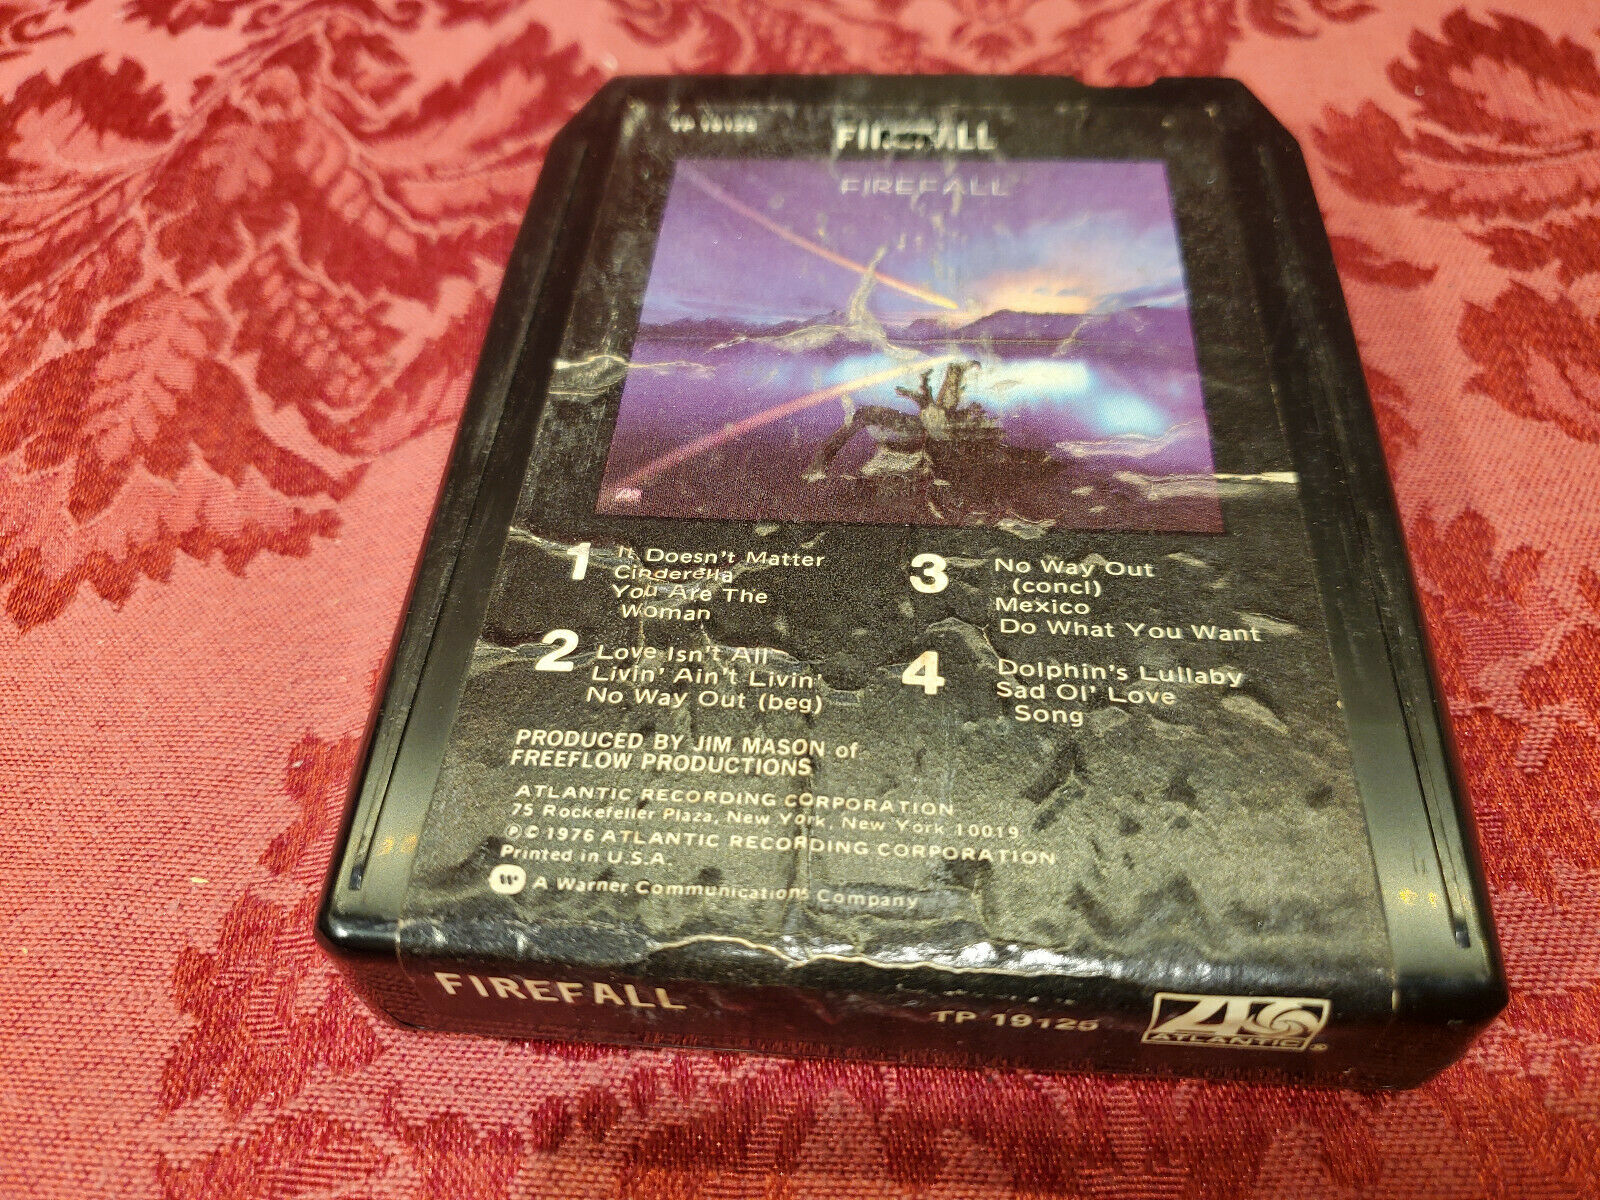 TP 19125
FIREFALL
FIREFALL
1 It Doesn't Matter
Cinderella
You Are The
Woman
2 Love Isn't All
Livin' Ain't Livin'
No Way Out (beg)
3 No Way Out
(concl)
Mexico
Do What You Want
4 Dolphin's Lullaby
Sad Ol' Love
Song
PRODUCED BY JIM MASON of
FREEFLOW PRODUCTIONS
ATLANTIC RECORDING CORPORATION
75 Rockefeller Plaza, New York, New York 10019
℗© 1976 ATLANTIC RECORDING CORPORATION
Printed in U.S.A.
W A Warner Communications Company
FIREFALL TP 19125 ATLANTIC ®